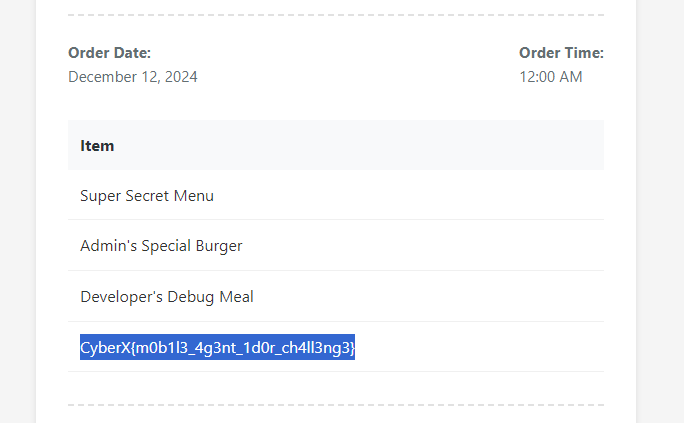 Order Date:
Order Time:
December 12, 2024
12:00 AM
Item
Super Secret Menu
Admin's Special Burger
Developer's Debug Meal
CyberX{m0b1l3_4g3nt_1d0r_ch4ll3ng3}